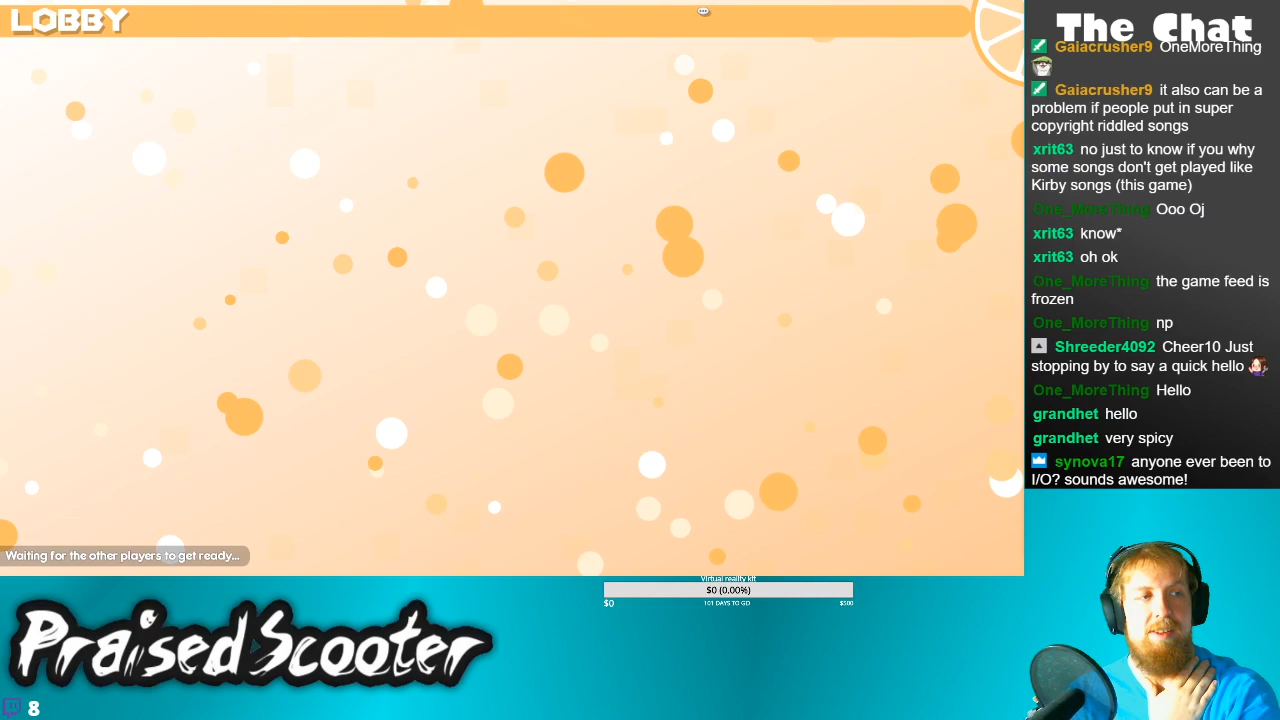 LOBBY
The Chat
Gaiacrusher9 OneMoreThing
Gaiacrusher9 it also can be a
problem if people put in super
copyright riddled songs
xrit63 no just to know if you why
some songs don't get played like
Kirby songs (this game)
One_MoreThing Ooo Oj
xrit63 know*
xrit63 oh ok
One_MoreThing the game feed is
frozen
One_MoreThing np
Shreeder4092 Cheer10 Just
stopping by to say a quick hello
One_MoreThing Hello
grandhet hello
grandhet very spicy
synova17 anyone ever been to
I/O? sounds awesome!
Waiting for the other players to get ready...
Virtual reality kit
$0 (0.00%)
$0 101 DAYS TO GO $500
PraisedScooter
8